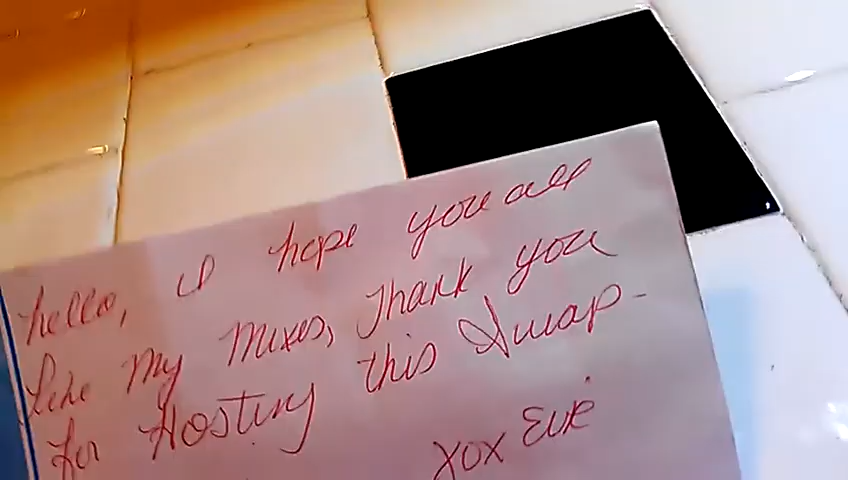 hello, I hope you all
like my mixes, Thank you
for Hosting this Swap-
xox Eve